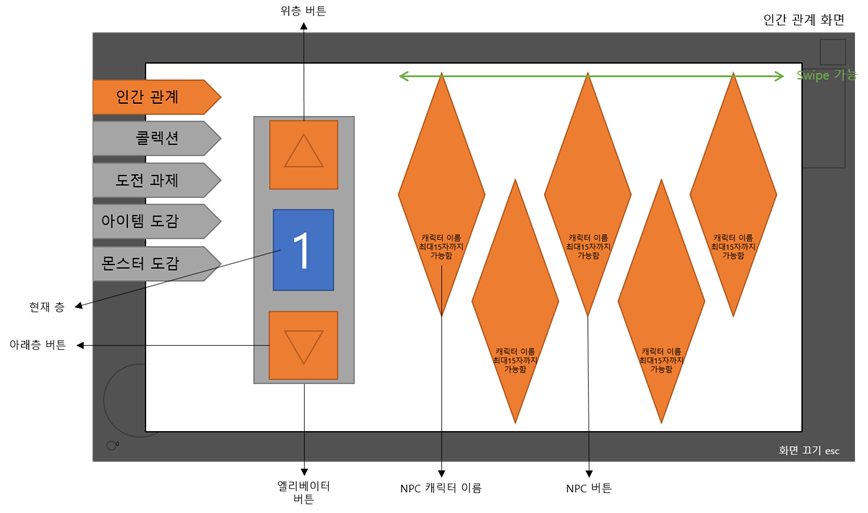 위층 버튼
인간 관계 화면
Swipe 가능
인간 관계
콜렉션
도전 과제
아이템 도감
몬스터 도감
1
캐릭터 이름
최대15자까지
가능함
캐릭터 이름
최대15자까지
가능함
캐릭터 이름
최대15자까지
가능함
현재 층
아래층 버튼
캐릭터 이름
최대15자까지
가능함
캐릭터 이름
최대15자까지
가능함
화면 끄기 esc
엘리베이터
버튼
NPC 캐릭터 이름
NPC 버튼